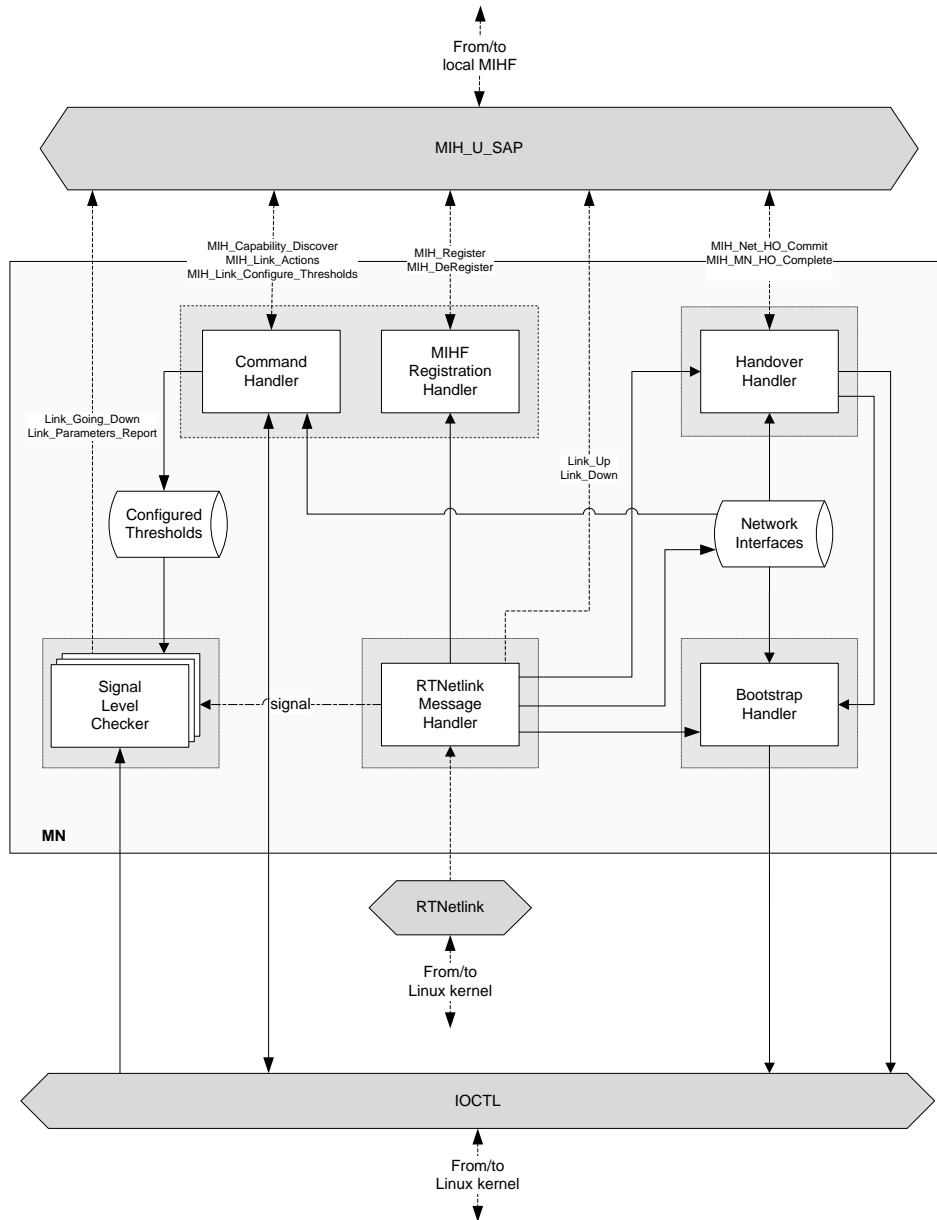 From/to
local MIHF
MIH_U_SAP
MIH_Capability_Discover
MIH_Link_Actions
MIH_Link_Configure_Thresholds
MIH_Register
MIH_DeRegister
MIH_Net_HO_Commit
MIH_MN_HO_Complete
Command
Handler
MIHF
Registration
Handler
Handover
Handler
Link_Going_Down
Link_Parameters_Report
Link_Up
Link_Down
Configured
Thresholds
Network
Interfaces
Signal
Level
Checker
signal
RTNetlink
Message
Handler
Bootstrap
Handler
MN
RTNetlink
From/to
Linux kernel
IOCTL
From/to
Linux kernel